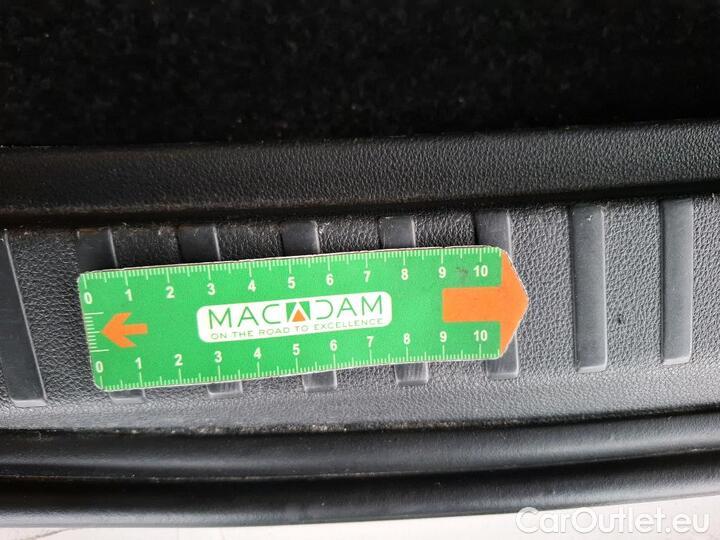 0 1 2 3 4 5 6 7 8 9 10
MACADAM
ON THE ROAD TO EXCELLENCE
0 1 2 3 4 5 6 7 8 9 10
CarOutlet.eu